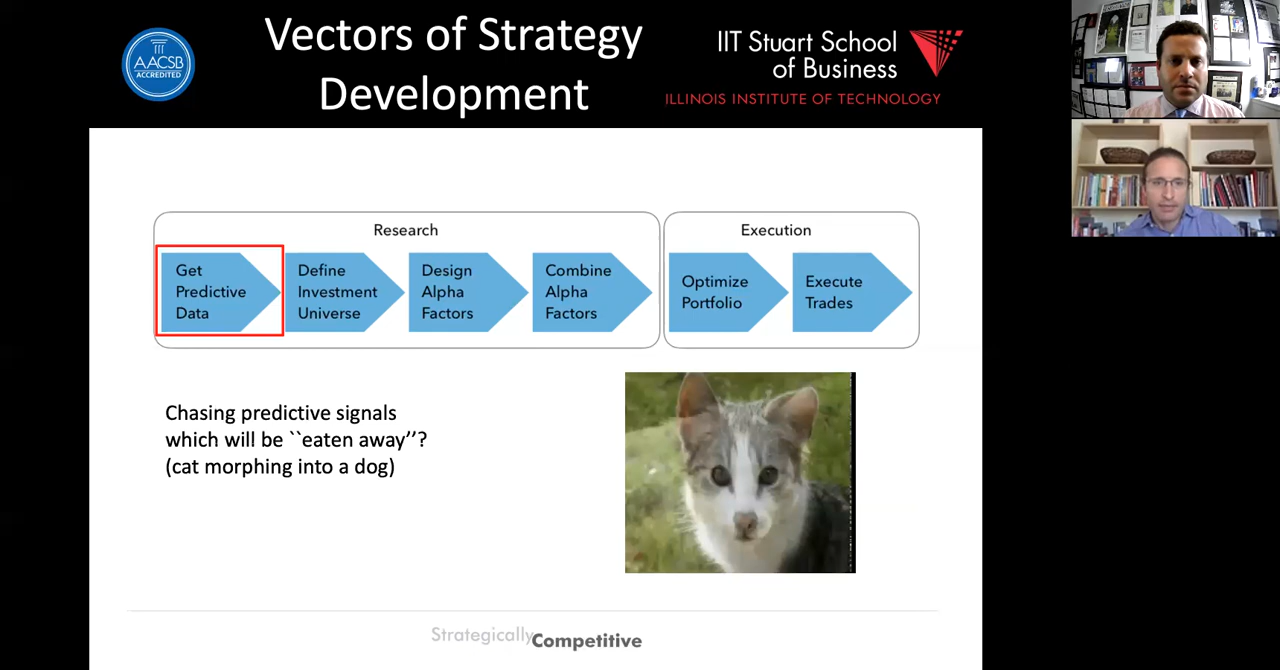 AACSB
ACCREDITED
Vectors of Strategy
Development
IIT Stuart School
of Business
ILLINOIS INSTITUTE OF TECHNOLOGY
Research
Get
Predictive
Data
Define
Investment
Universe
Design
Alpha
Factors
Combine
Alpha
Factors
Execution
Optimize
Portfolio
Execute
Trades
Chasing predictive signals
which will be ``eaten away’’?
(cat morphing into a dog)
StrategicallyCompetitive